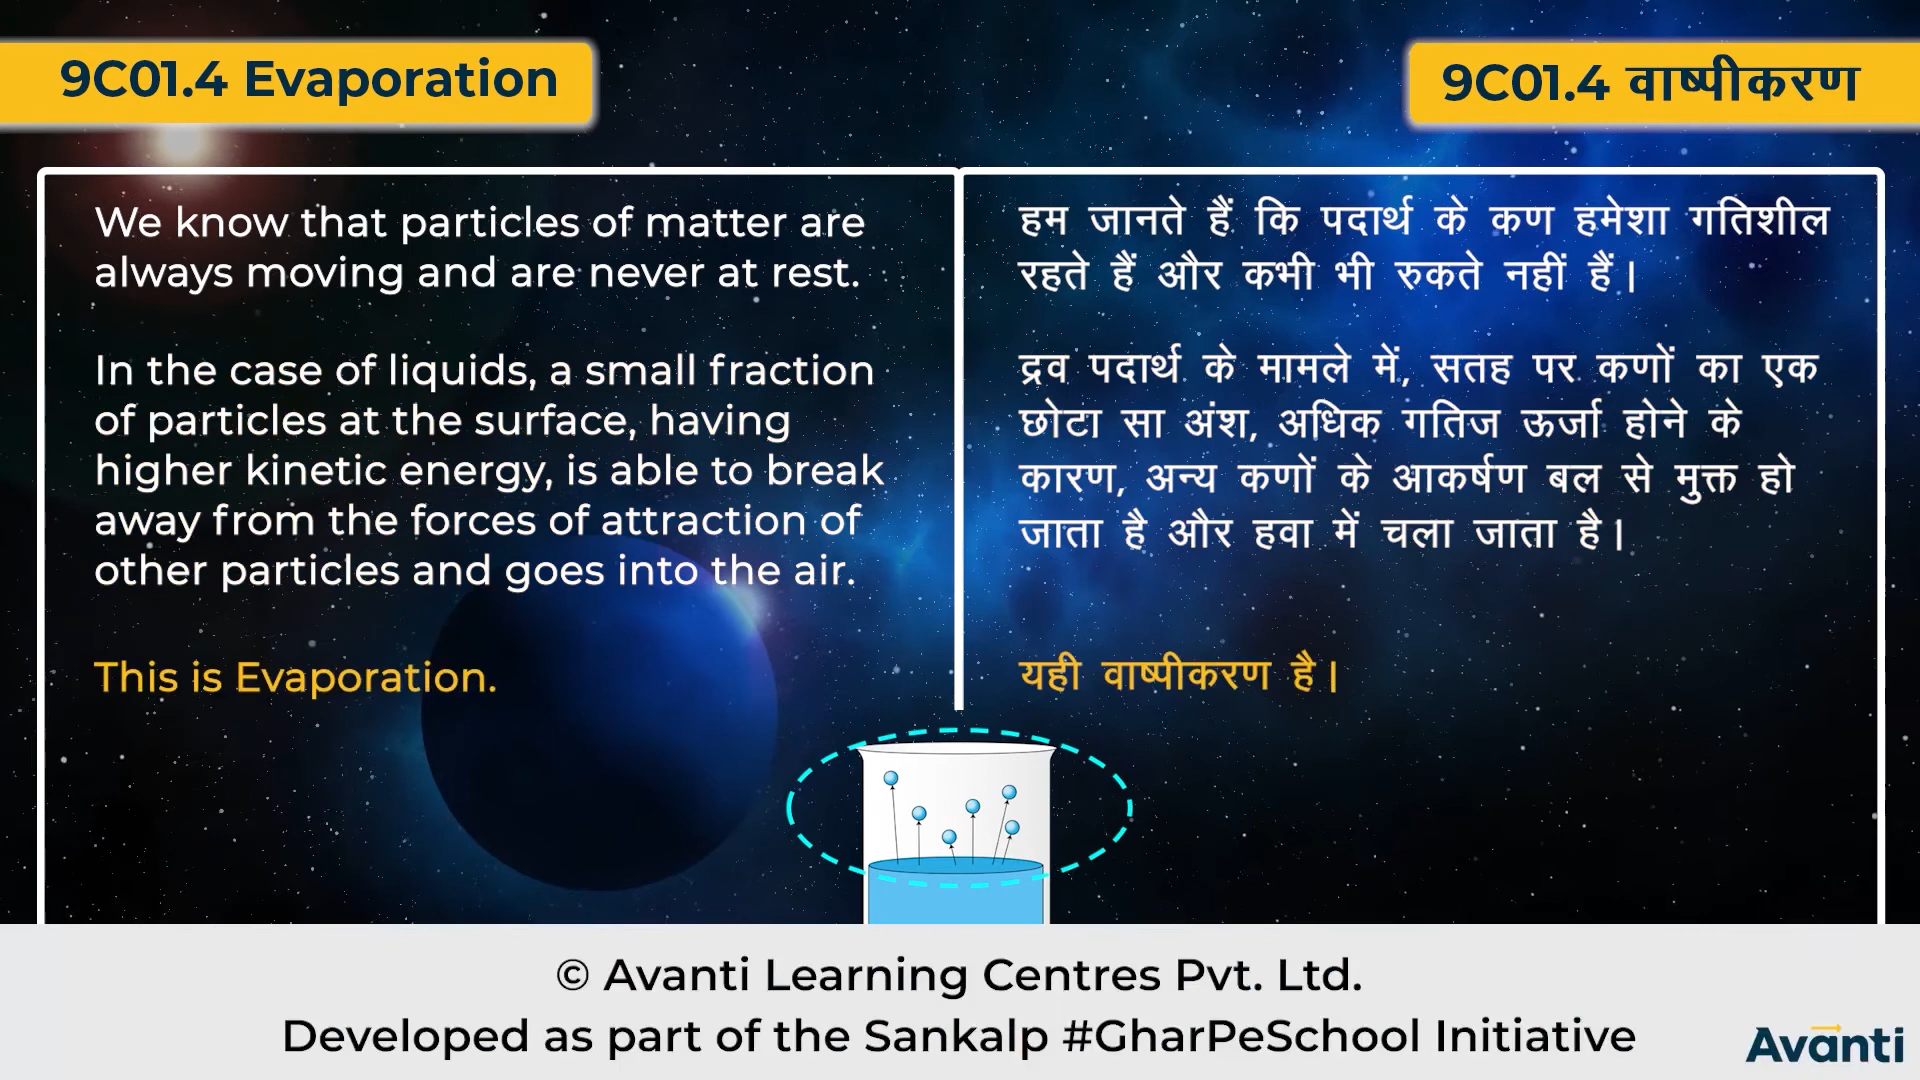 9C01.4 Evaporation
9C01.4 वाष्पीकरण
We know that particles of matter are
always moving and are never at rest.
In the case of liquids, a small fraction
of particles at the surface, having
higher kinetic energy, is able to break
away from the forces of attraction of
other particles and goes into the air.
This is Evaporation.
हम जानते हैं कि पदार्थ के कण हमेशा गतिशील
रहते हैं और कभी भी रुकते नहीं हैं।
द्रव पदार्थ के मामले में, सतह पर कणों का एक
छोटा सा अंश, अधिक गतिज ऊर्जा होने के
कारण, अन्य कणों के आकर्षण बल से मुक्त हो
जाता है और हवा में चला जाता है।
यही वाष्पीकरण है।
© Avanti Learning Centres Pvt. Ltd.
Developed as part of the Sankalp #GharPeSchool Initiative
Avanti